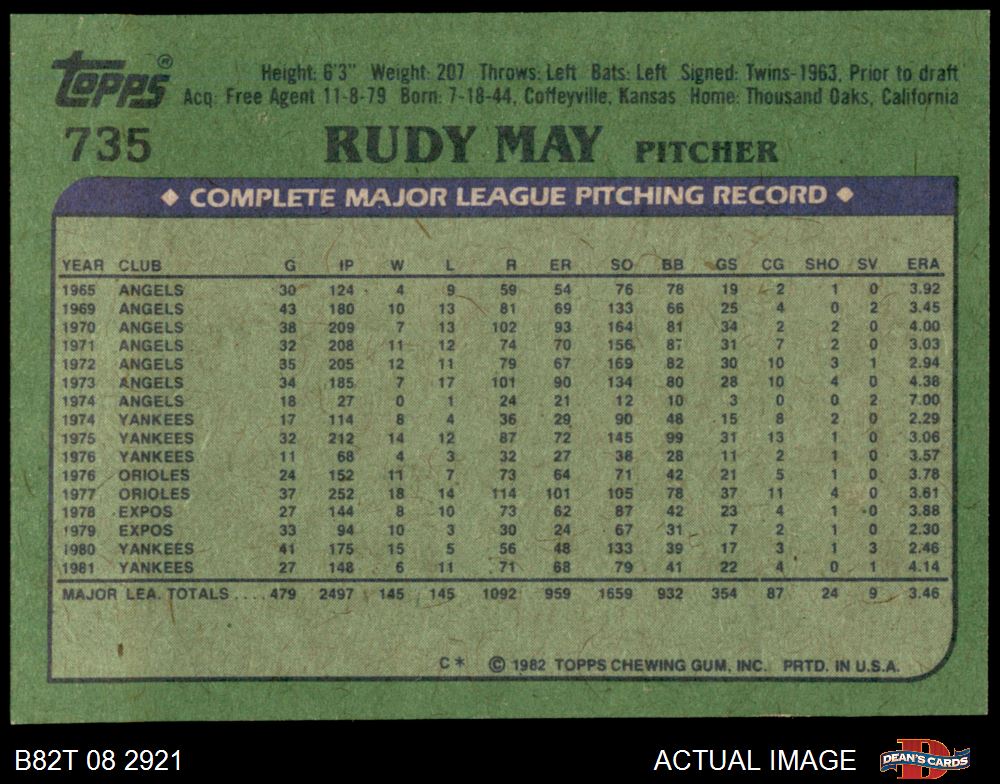 Topps®
Height: 6'3" Weight: 207 Throws: Left Bats: Left Signed: Twins-1963, Prior to draft
Acq: Free Agent 11-8-79 Born: 7-18-44, Coffeyville, Kansas Home: Thousand Oaks, California
735 RUDY MAY PITCHER
◆ COMPLETE MAJOR LEAGUE PITCHING RECORD ◆
YEAR CLUB G IP W L R ER SO BB GS CG SHO SV ERA
1965 ANGELS 30 124 4 9 59 54 76 78 19 2 1 0 3.92
1969 ANGELS 43 180 10 13 81 69 133 66 25 4 0 2 3.45
1970 ANGELS 38 209 7 13 102 93 164 81 34 2 2 0 4.00
1971 ANGELS 32 208 11 12 74 70 156 87 31 7 2 0 3.03
1972 ANGELS 35 205 12 11 79 67 169 82 30 10 3 1 2.94
1973 ANGELS 34 185 7 17 101 90 134 80 28 10 4 0 4.38
1974 ANGELS 18 27 0 1 24 21 12 10 3 0 0 2 7.00
1974 YANKEES 17 114 8 4 36 29 90 48 15 8 2 0 2.29
1975 YANKEES 32 212 14 12 87 72 145 99 31 13 1 0 3.06
1976 YANKEES 11 68 4 3 32 27 38 28 11 2 1 0 3.57
1976 ORIOLES 24 152 11 7 73 64 71 42 21 5 1 0 3.78
1977 ORIOLES 37 252 18 14 114 101 105 78 37 11 4 0 3.61
1978 EXPOS 27 144 8 10 73 62 87 42 23 4 1 0 3.88
1979 EXPOS 33 94 10 3 30 24 67 31 7 2 1 0 2.30
1980 YANKEES 41 175 15 5 56 48 133 39 17 3 1 3 2.46
1981 YANKEES 27 148 6 11 71 68 79 41 22 4 0 1 4.14
MAJOR LEA. TOTALS .... 479 2497 145 145 1092 959 1659 932 354 87 24 9 3.46
C* © 1982 TOPPS CHEWING GUM, INC. PRTD. IN U.S.A.
B82T 08 2921 ACTUAL IMAGE DEAN'S CARDS